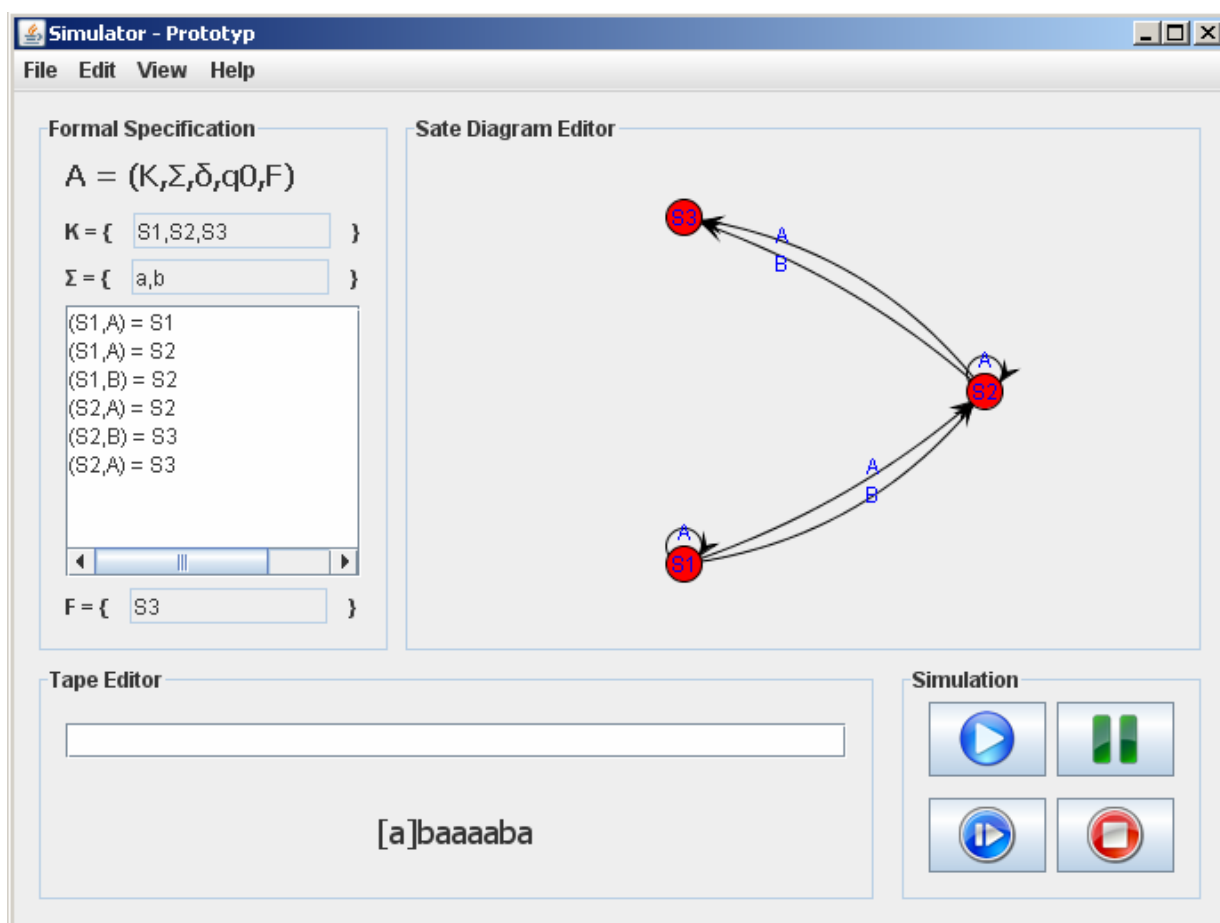 Simulator - Prototyp
File Edit View Help
Formal Specification
A = (K,Σ,δ,q0,F)
K = { S1,S2,S3 }
Σ = { a,b }
(S1,A) = S1
(S1,A) = S2
(S1,B) = S2
(S2,A) = S2
(S2,B) = S3
(S2,A) = S3
F = { S3 }
Sate Diagram Editor
S3
A
B
A
S2
A
B
A
S1
Tape Editor
[a]baaaaba
Simulation